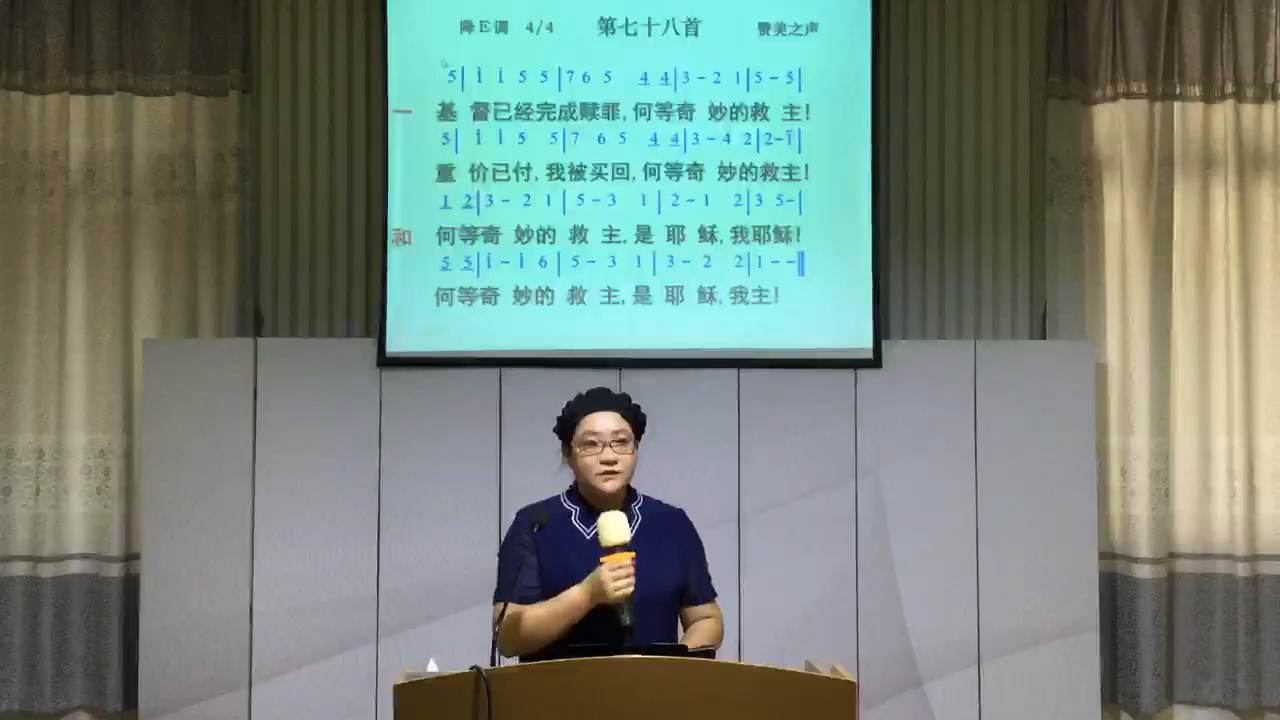 降E调 4/4 第七十八首 赞美之声
5| i i 5 5|7 6 5 4 4|3 - 2 1|5 - 5|
一 基 督已经完成赎罪, 何等奇 妙的救 主!
5| i i 5 5|7 6 5 4 4|3 - 4 2|2 - i|
重 价已付, 我被买回, 何等奇 妙的救主!
1 2|3 - 2 1|5 - 3 1|2 - 1 2|3 5 -|
和 何等奇 妙的 救 主, 是 耶 稣, 我耶稣!
5 5|i - i 6|5 - 3 1|3 - 2 2|1 - -||
何等奇 妙的 救 主, 是 耶 稣, 我主!